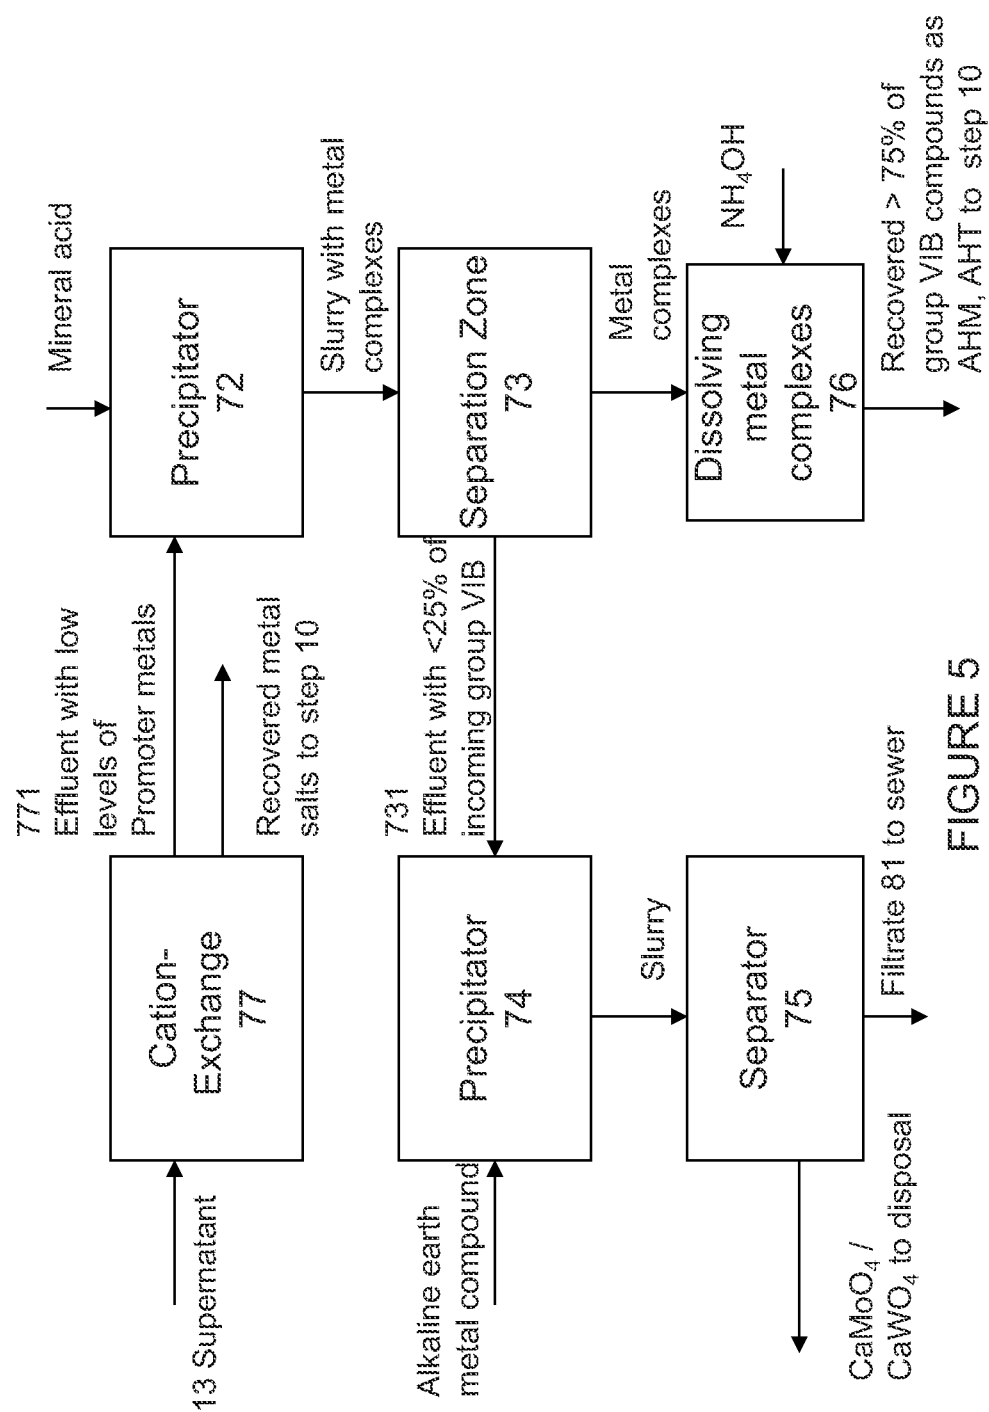 13 Supernatant
Cation-
Exchange
77
771
Effluent with low
levels of
Promoter metals
Recovered metal
salts to step 10
Mineral acid
Precipitator
72
Slurry with metal
complexes
Alkaline earth
metal compound
Precipitator
74
731
Effluent with <25% of
incoming group VIB
Separation Zone
73
Slurry
Metal
complexes
NH₄OH
Separator
75
Dissolving
metal
complexes
76
CaMoO₄ /
CaWO₄ to disposal
Filtrate 81 to sewer
Recovered > 75% of
group VIB compounds as
AHM, AHT to step 10
FIGURE 5